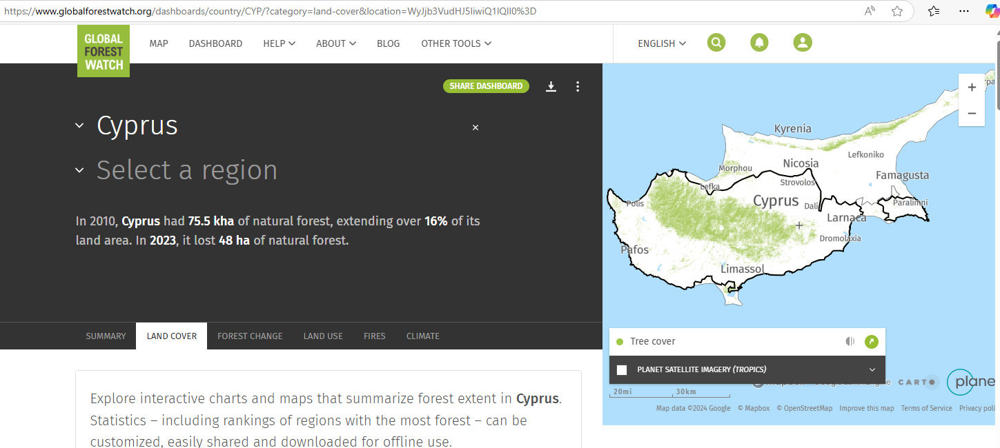 https://www.globalforestwatch.org/dashboards/country/CYP/?category=land-cover&location=WyJjb3VudHJ5IiwiQ1lQIl0%3D
GLOBAL
FOREST
WATCH
MAP DASHBOARD HELP ABOUT BLOG OTHER TOOLS ENGLISH
SHARE DASHBOARD
Cyprus
Select a region
In 2010, Cyprus had 75.5 kha of natural forest, extending over 16% of its
land area. In 2023, it lost 48 ha of natural forest.
SUMMARY LAND COVER FOREST CHANGE LAND USE FIRES CLIMATE
Explore interactive charts and maps that summarize forest extent in Cyprus.
Statistics – including rankings of regions with the most forest – can be
customized, easily shared and downloaded for offline use.
+
−
Kyrenia
Lefkoniko
Morphou
Nicosia
Famagusta
Lefka
Strovolos
Polis
Cyprus
Dali
Paralimni
Larnaca
Dromolaxia
Pafos
Limassol
Tree cover
PLANET SATELLITE IMAGERY (TROPICS)
CARTO
plane
20mi 30km
Map data ©2024 Google © Mapbox © OpenStreetMap Improve this map Terms of Service Privacy poli